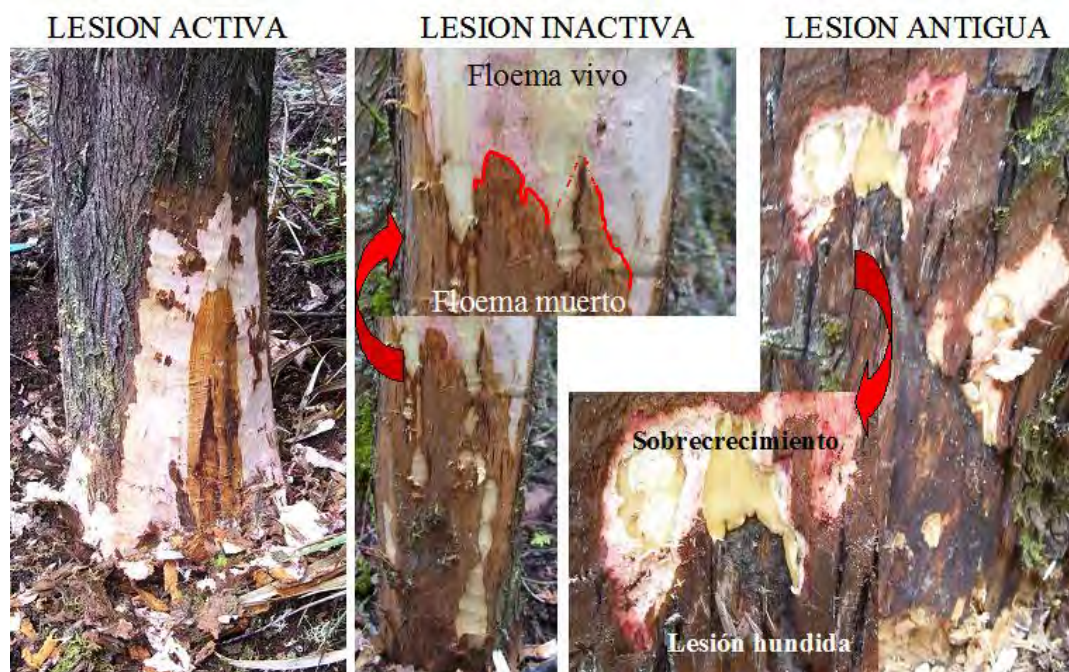 LESION ACTIVA
LESION INACTIVA
LESION ANTIGUA
Floema vivo
Floema muerto
Sobrecrecimiento
Lesión hundida